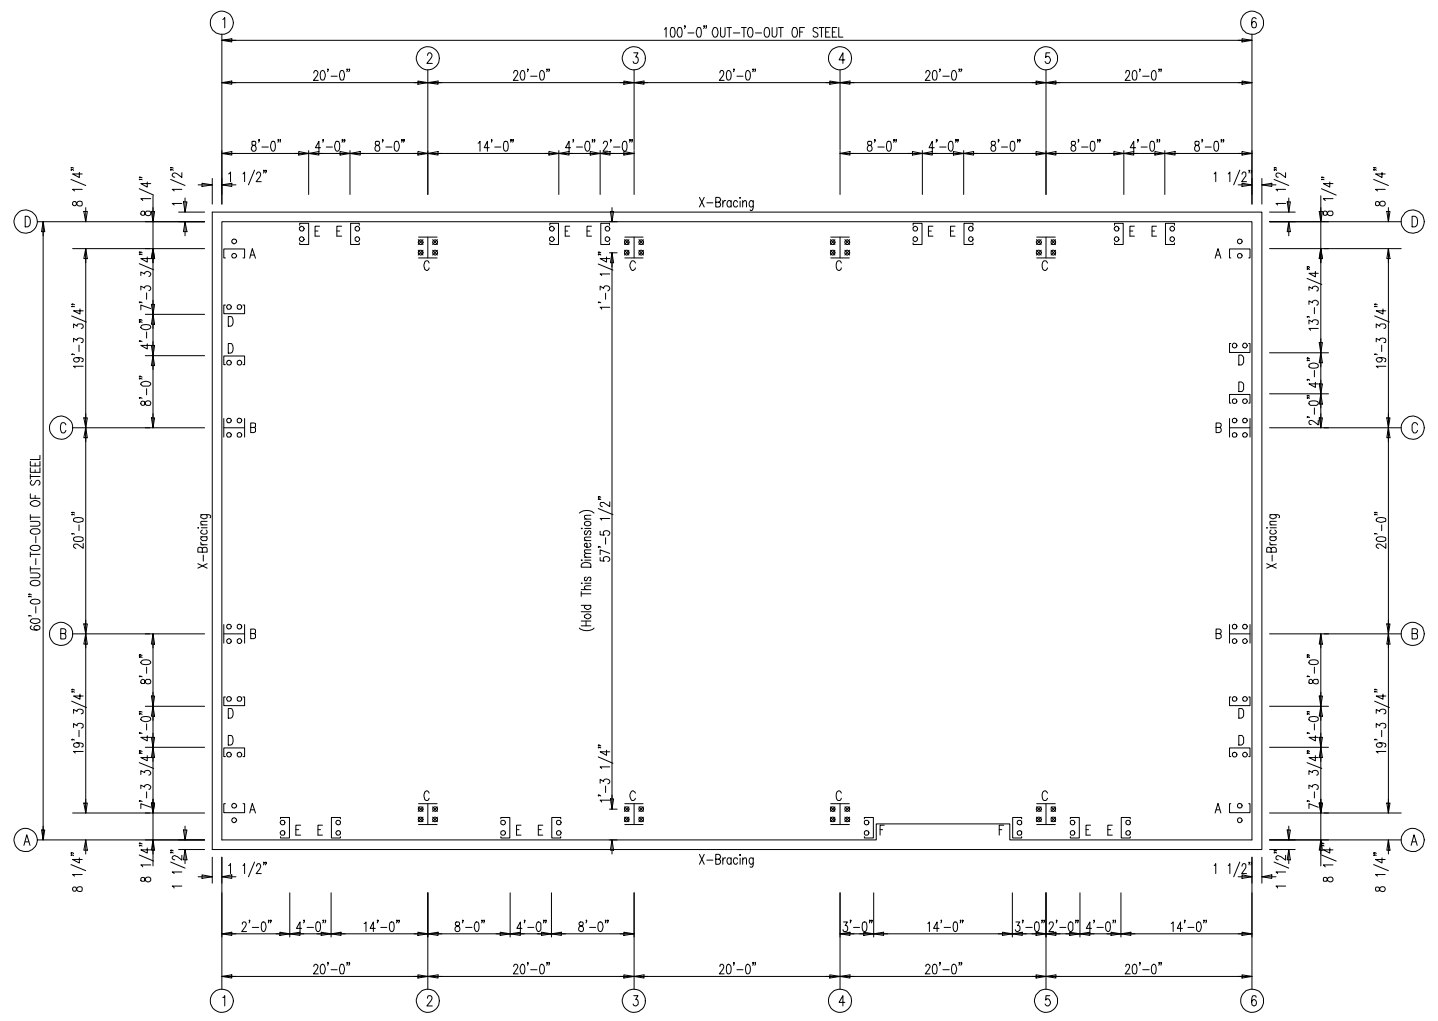 1 6
100'-0" OUT-TO-OUT OF STEEL
2 3 4 5
20'-0" 20'-0" 20'-0" 20'-0" 20'-0"
8'-0" 4'-0" 8'-0" 14'-0" 4'-0" 2'-0" 8'-0" 4'-0" 8'-0" 8'-0" 4'-0" 8'-0"
8 1/4" 8 1/4" 1 1/2" 1 1/2" 1 1/2" 1 1/2" 8 1/4" 8 1/4"
X-Bracing
D D
E E E E E E E E
A A
C C C C
1'-3 1/4"
7'-3 3/4" 13'-3 3/4"
19'-3 3/4" 19'-3 3/4"
D
4'-0"
D
D 4'-0"
D
8'-0" 2'-0"
C B B C
60'-0" OUT-TO-OUT OF STEEL
20'-0" 20'-0"
X-Bracing X-Bracing
57'-5 1/2"
(Hold This Dimension)
B B B B
8'-0" 8'-0"
D D
19'-3 3/4" 4'-0" 4'-0" 19'-3 3/4"
D D
7'-3 3/4" 1'-3 1/4" 7'-3 3/4"
C C C C
A A
E E E E F F E E
A A
X-Bracing
8 1/4" 8 1/4" 1 1/2" 1 1/2" 1 1/2" 1 1/2" 8 1/4" 8 1/4"
2'-0" 4'-0" 14'-0" 8'-0" 4'-0" 8'-0" 3'-0" 14'-0" 3'-0" 2'-0" 4'-0" 14'-0"
20'-0" 20'-0" 20'-0" 20'-0" 20'-0"
1 2 3 4 5 6